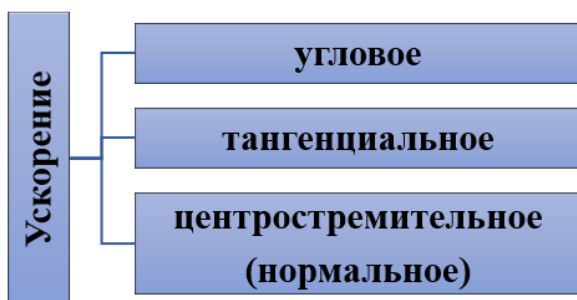 Ускорение
угловое
тангенциальное
центростремительное
(нормальное)